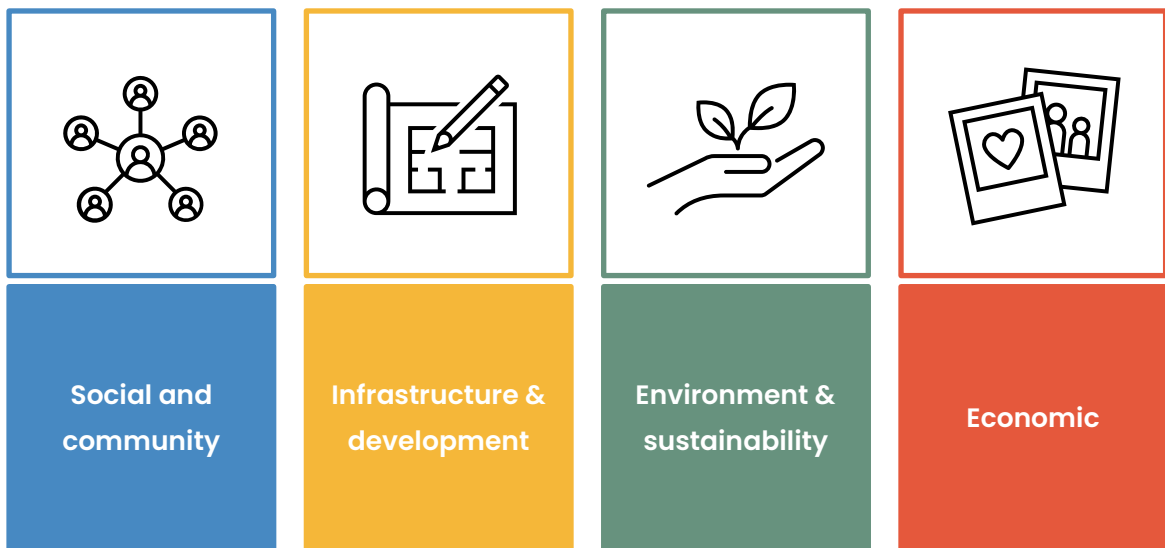 Social and
community
Infrastructure &
development
Environment &
sustainability
Economic